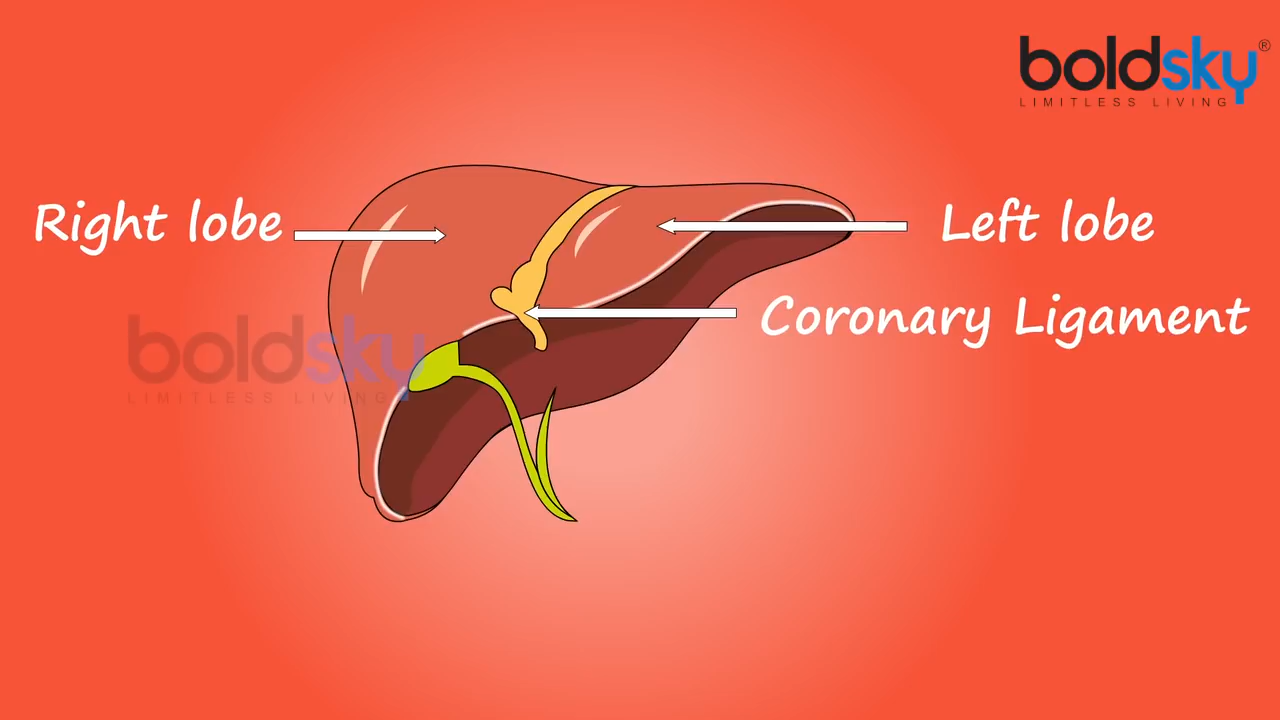 boldsky®
LIMITLESS LIVING
Right lobe
Left lobe
Coronary Ligament
boldsky
LIMITLESS LIVING